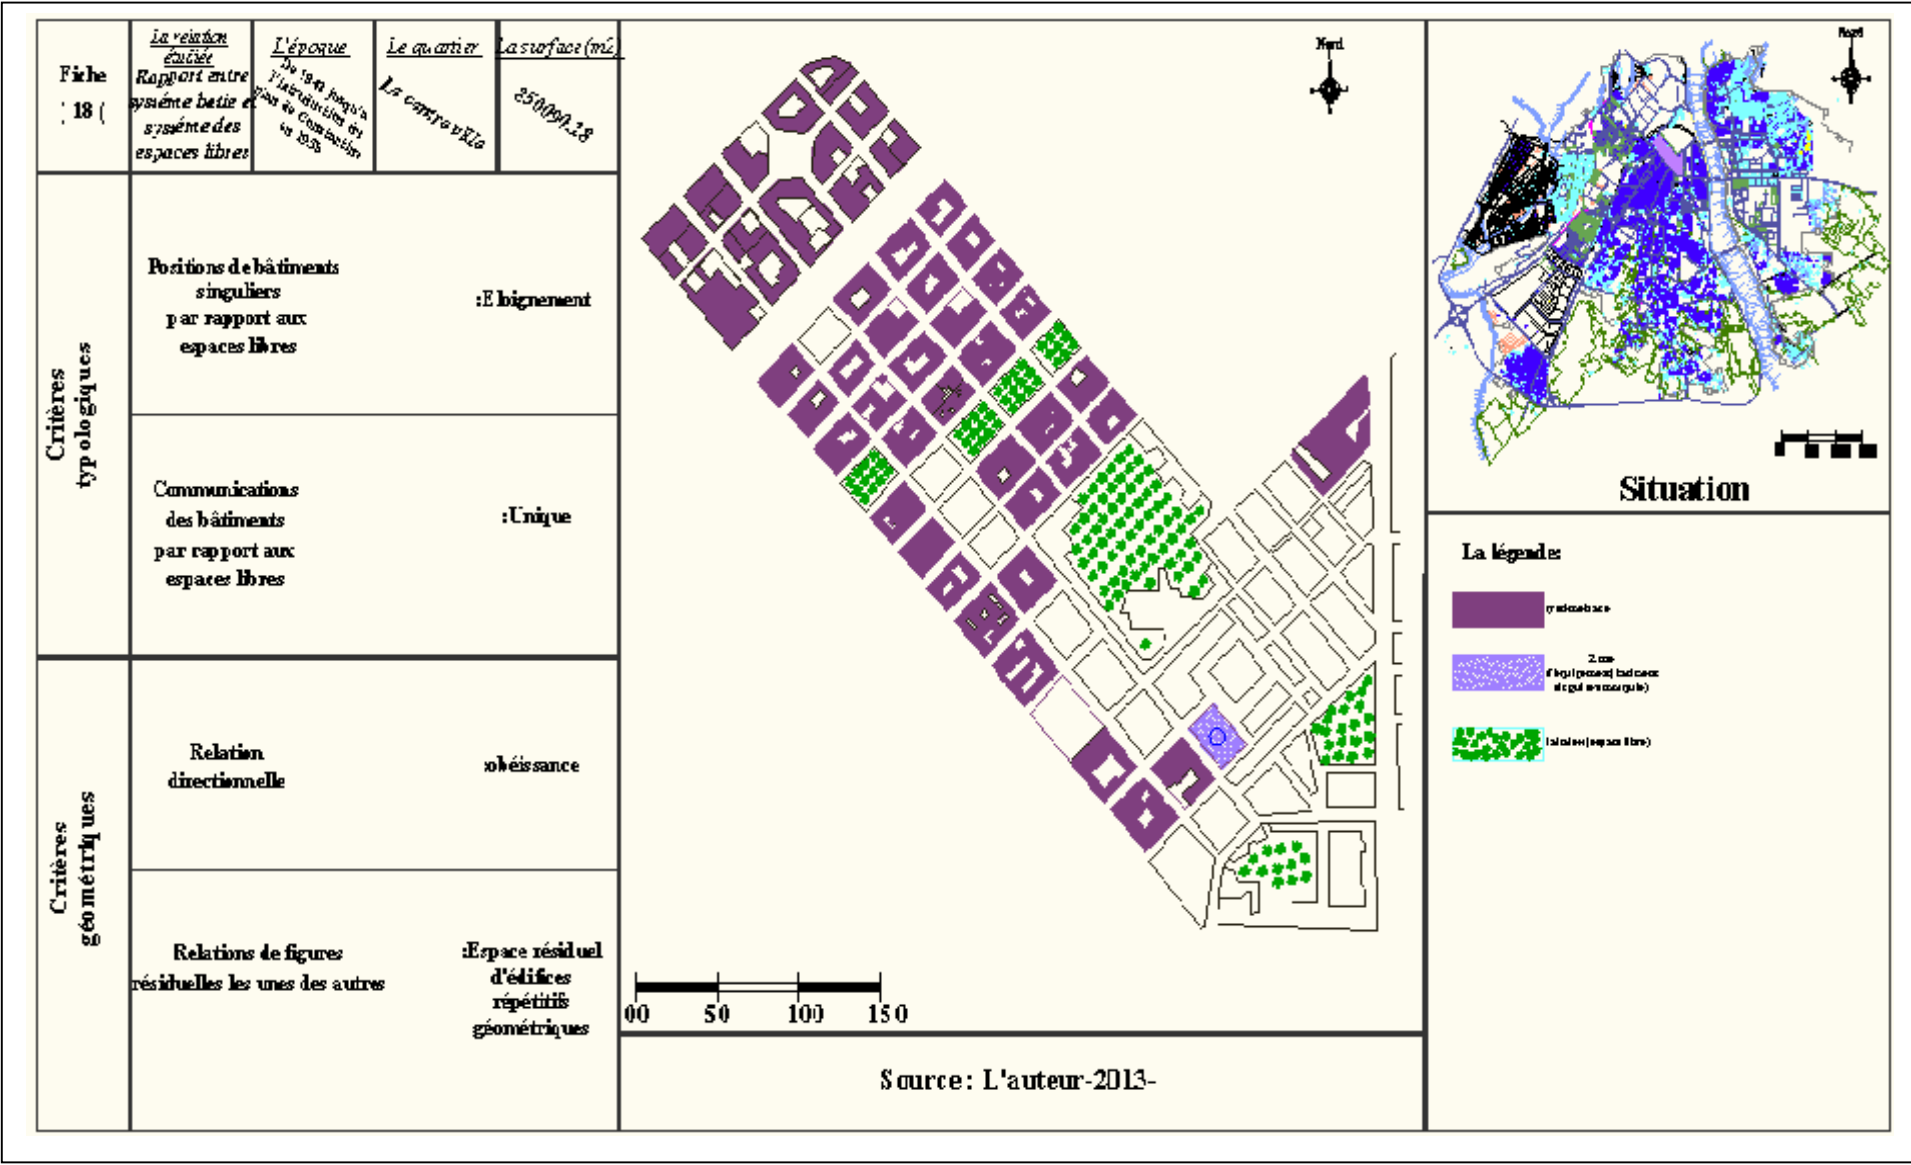 Fiche
18 (
La relation
étudiée
Rapport entre
système batie et
système des
espaces libres
L'époque
De jusqu'a
l'introduction du
plan de
en 1958
Le quartier
Le centre ville
La surface (m2)
250090.28
Critères
typologiques
Positions de bâtiments
singuliers
par rapport aux
espaces libres
:Eloignement
Communications
des bâtiments
par rapport aux
espaces libres
:Unique
Critères
géométriques
Relation
directionnelle
:obéissance
Relations de figures
résiduelles les unes des autres
:Espace résiduel
d'édifices
répétitifs
géométriques
Nord
00 50 100 150
Source: L'auteur-2013-
Nord
Situation
La légende: